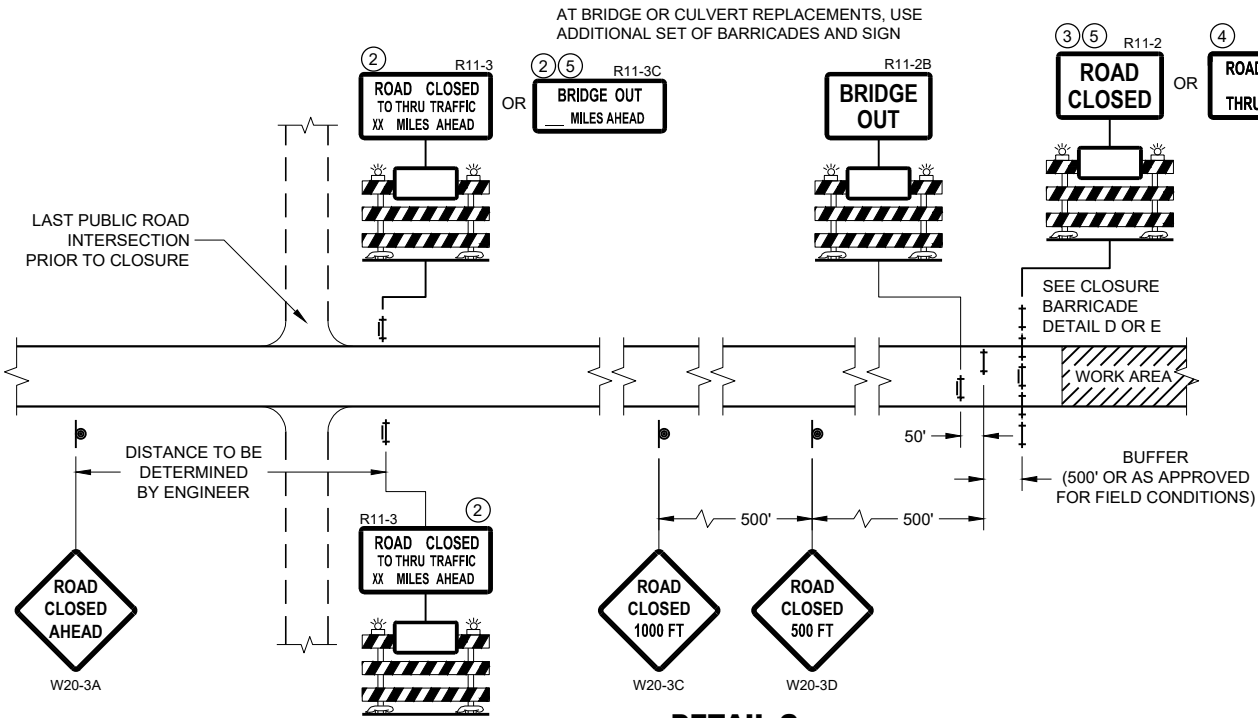 AT BRIDGE OR CULVERT REPLACEMENTS, USE
ADDITIONAL SET OF BARRICADES AND SIGN
2
R11-3
ROAD CLOSED
TO THRU TRAFFIC
XX MILES AHEAD
OR
2 5
R11-3C
BRIDGE OUT
___ MILES AHEAD
R11-2B
BRIDGE
OUT
3 5
R11-2
ROAD
CLOSED
OR
4
ROAD
THRU
LAST PUBLIC ROAD
INTERSECTION
PRIOR TO CLOSURE
SEE CLOSURE
BARRICADE
DETAIL D OR E
WORK AREA
DISTANCE TO BE
DETERMINED
BY ENGINEER
50'
BUFFER
(500' OR AS APPROVED
FOR FIELD CONDITIONS)
500'
500'
R11-3
2
ROAD CLOSED
TO THRU TRAFFIC
XX MILES AHEAD
ROAD
CLOSED
AHEAD
W20-3A
ROAD
CLOSED
1000 FT
W20-3C
ROAD
CLOSED
500 FT
W20-3D